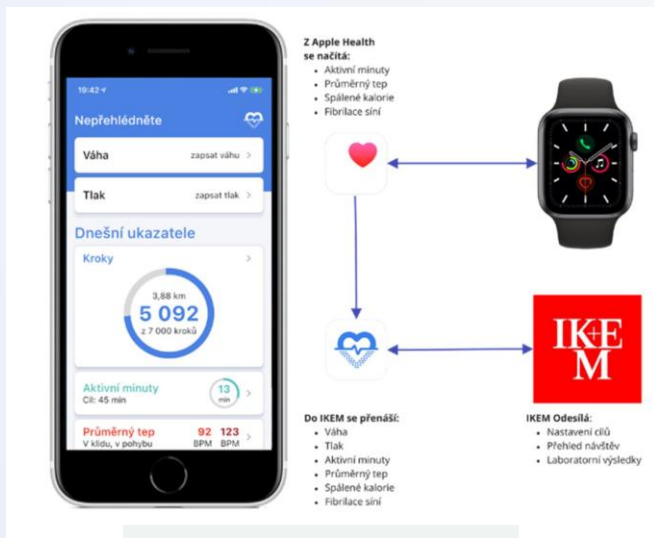 19:42
Nepřehlédněte
Váha zapsat váhu >
Tlak zapsat tlak >
Dnešní ukazatele
Kroky >
3,88 km
5 092
z 7 000 kroků
Aktivní minuty
Cíl: 45 min
13
min
>
Průměrný tep 92 123
V klidu, v pohybu BPM BPM >
Z Apple Health
se načítá:
• Aktivní minuty
• Průměrný tep
• Spálené kalorie
• Fibrilace síní
IK+E
M
Do IKEM se přenáší:
• Váha
• Tlak
• Aktivní minuty
• Průměrný tep
• Spálené kalorie
• Fibrilace síní
IKEM Odesílá:
• Nastavení cílů
• Přehled návštěv
• Laboratorní výsledky